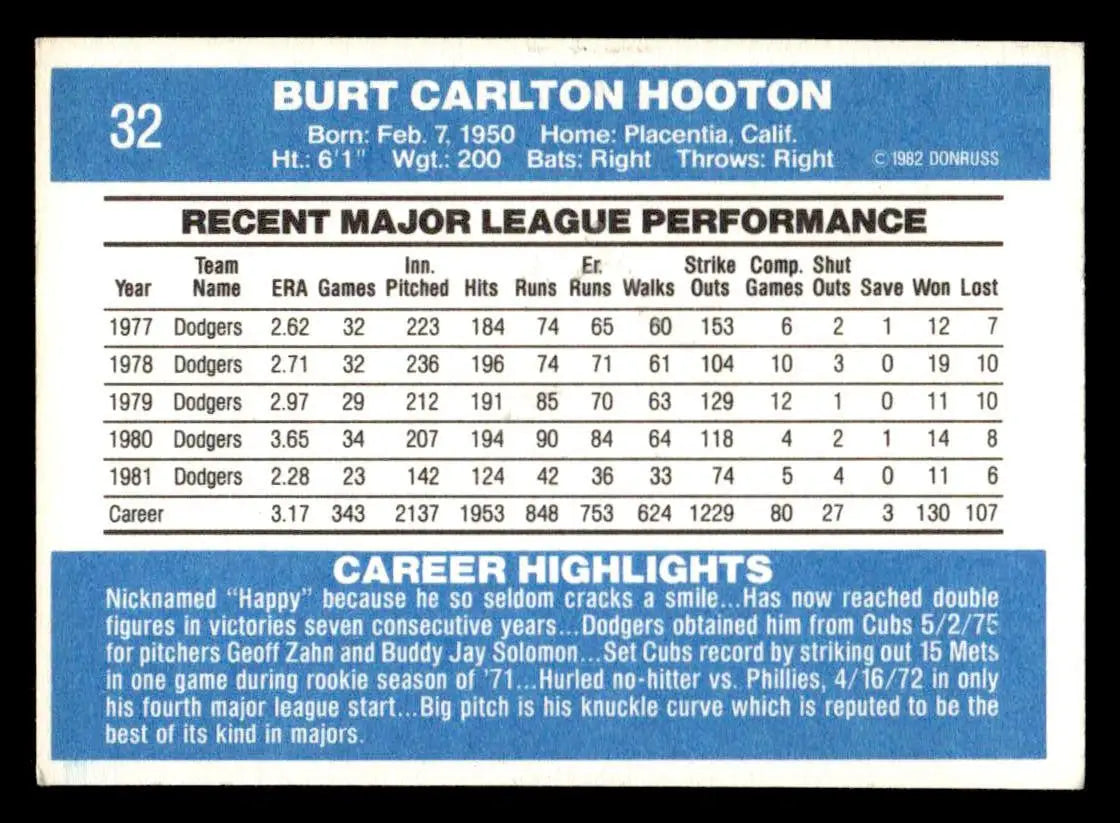 32
BURT CARLTON HOOTON
Born: Feb. 7, 1950 Home: Placentia, Calif.
Ht.: 6'1" Wgt.: 200 Bats: Right Throws: Right © 1982 DONRUSS
RECENT MAJOR LEAGUE PERFORMANCE
Team Inn. Er. Strike Comp. Shut
Year Name ERA Games Pitched Hits Runs Runs Walks Outs Games Outs Save Won Lost
1977 Dodgers 2.62 32 223 184 74 65 60 153 6 2 1 12 7
1978 Dodgers 2.71 32 236 196 74 71 61 104 10 3 0 19 10
1979 Dodgers 2.97 29 212 191 85 70 63 129 12 1 0 11 10
1980 Dodgers 3.65 34 207 194 90 84 64 118 4 2 1 14 8
1981 Dodgers 2.28 23 142 124 42 36 33 74 5 4 0 11 6
Career 3.17 343 2137 1953 848 753 624 1229 80 27 3 130 107
CAREER HIGHLIGHTS
Nicknamed "Happy" because he so seldom cracks a smile...Has now reached double
figures in victories seven consecutive years...Dodgers obtained him from Cubs 5/2/75
for pitchers Geoff Zahn and Buddy Jay Solomon...Set Cubs record by striking out 15 Mets
in one game during rookie season of '71...Hurled no-hitter vs. Phillies, 4/16/72 in only
his fourth major league start...Big pitch is his knuckle curve which is reputed to be the
best of its kind in majors.